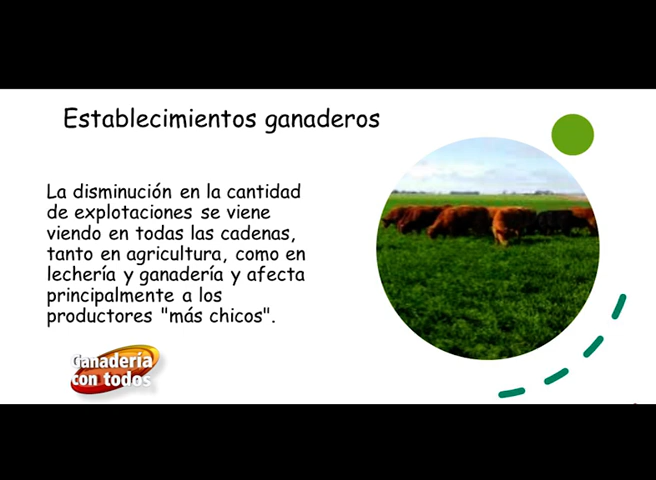 Establecimientos ganaderos
La disminución en la cantidad
de explotaciones se viene
viendo en todas las cadenas,
tanto en agricultura, como en
lechería y ganadería y afecta
principalmente a los
productores "más chicos".
Ganadería
con todos